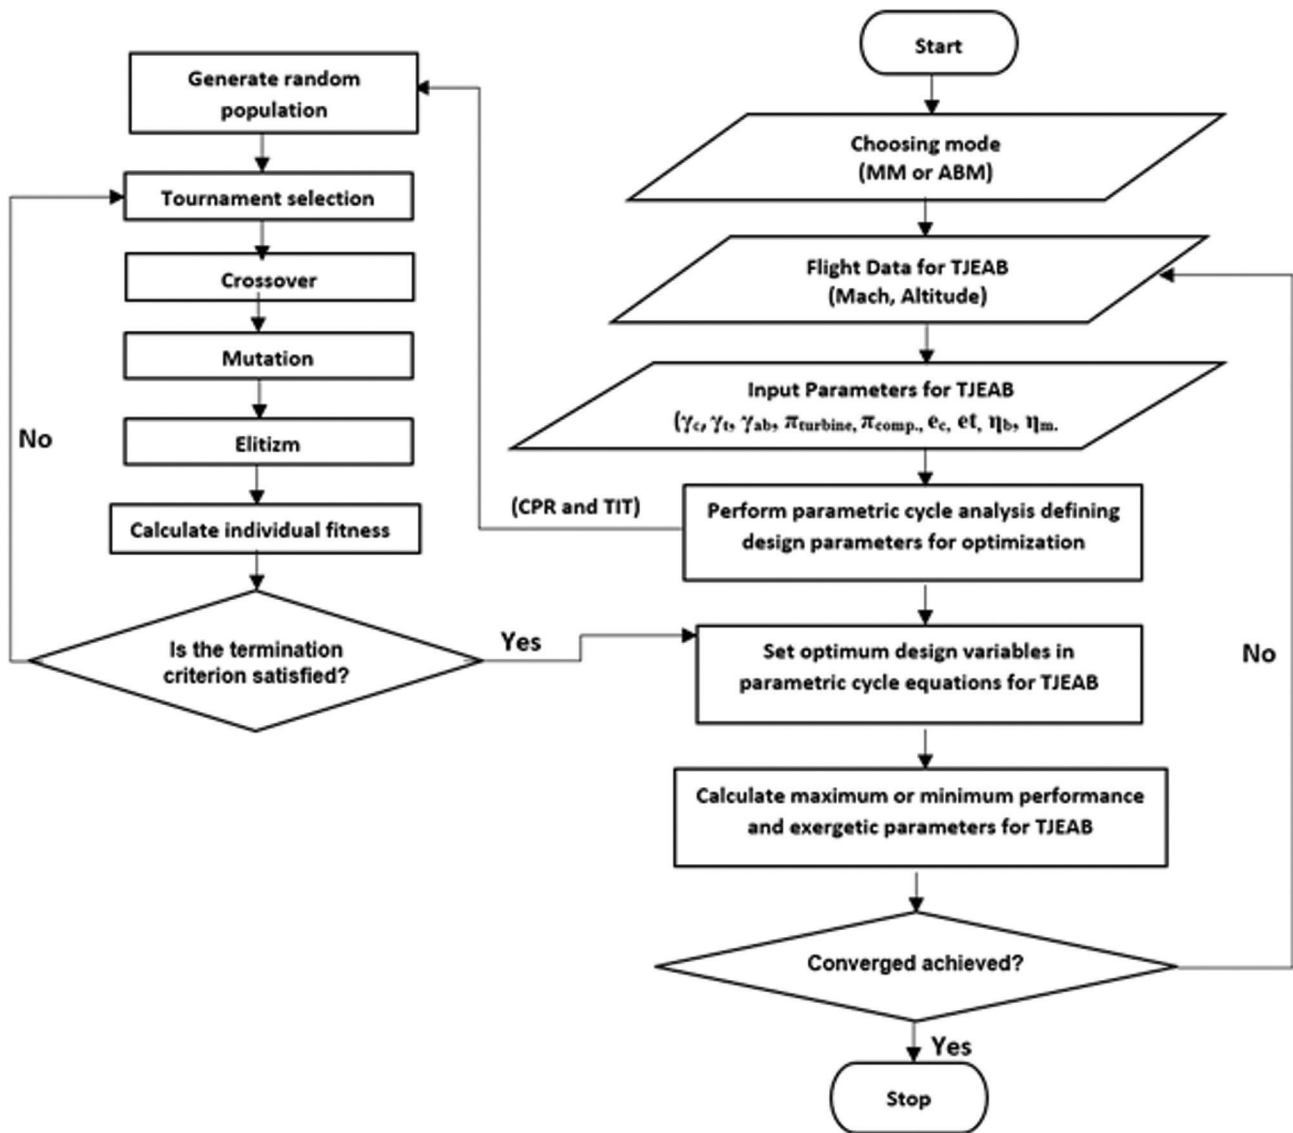 Start
Choosing mode
(MM or ABM)
Flight Data for TJEAB
(Mach, Altitude)
Input Parameters for TJEAB
(γc, γt, γab, πturbine, πcomp., ec, et, ηb, ηm.
Perform parametric cycle analysis defining
design parameters for optimization
(CPR and TIT)
Generate random
population
Tournament selection
Crossover
Mutation
Elitizm
Calculate individual fitness
Is the termination
criterion satisfied?
No
Yes
Set optimum design variables in
parametric cycle equations for TJEAB
Calculate maximum or minimum performance
and exergetic parameters for TJEAB
Converged achieved?
No
Yes
Stop